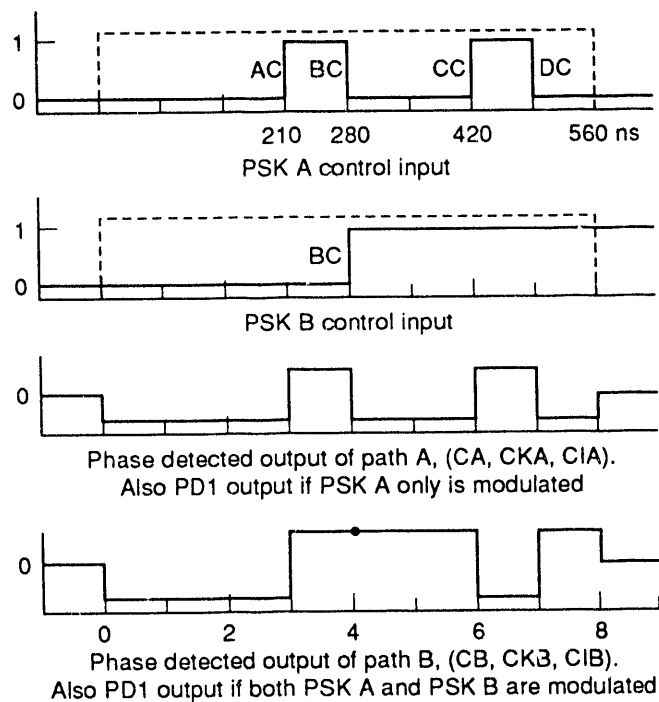 1
AC BC CC DC
0
210 280 420 560 ns
PSK A control input
1
BC
0
PSK B control input
0
Phase detected output of path A, (CA, CKA, CIA).
Also PD1 output if PSK A only is modulated
0
0 2 4 6 8
Phase detected output of path B, (CB, CKB, CIB).
Also PD1 output if both PSK A and PSK B are modulated